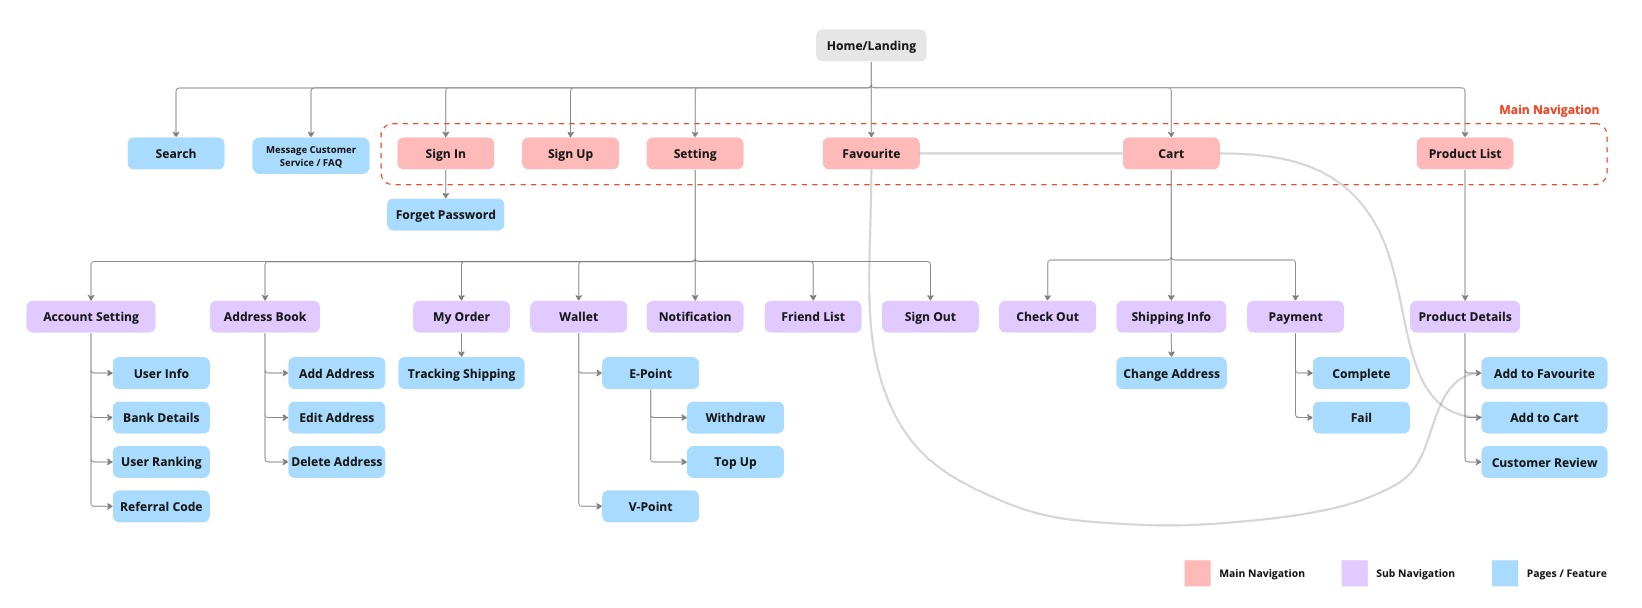 Home/Landing
Main Navigation
Search
Message Customer
Service / FAQ
Sign In
Sign Up
Setting
Favourite
Cart
Product List
Forget Password
Account Setting
Address Book
My Order
Wallet
Notification
Friend List
Sign Out
Check Out
Shipping Info
Payment
Product Details
User Info
Add Address
Tracking Shipping
E-Point
Change Address
Complete
Add to Favourite
Bank Details
Edit Address
Withdraw
Fail
Add to Cart
User Ranking
Delete Address
Top Up
Customer Review
Referral Code
V-Point
Main Navigation
Sub Navigation
Pages / Feature